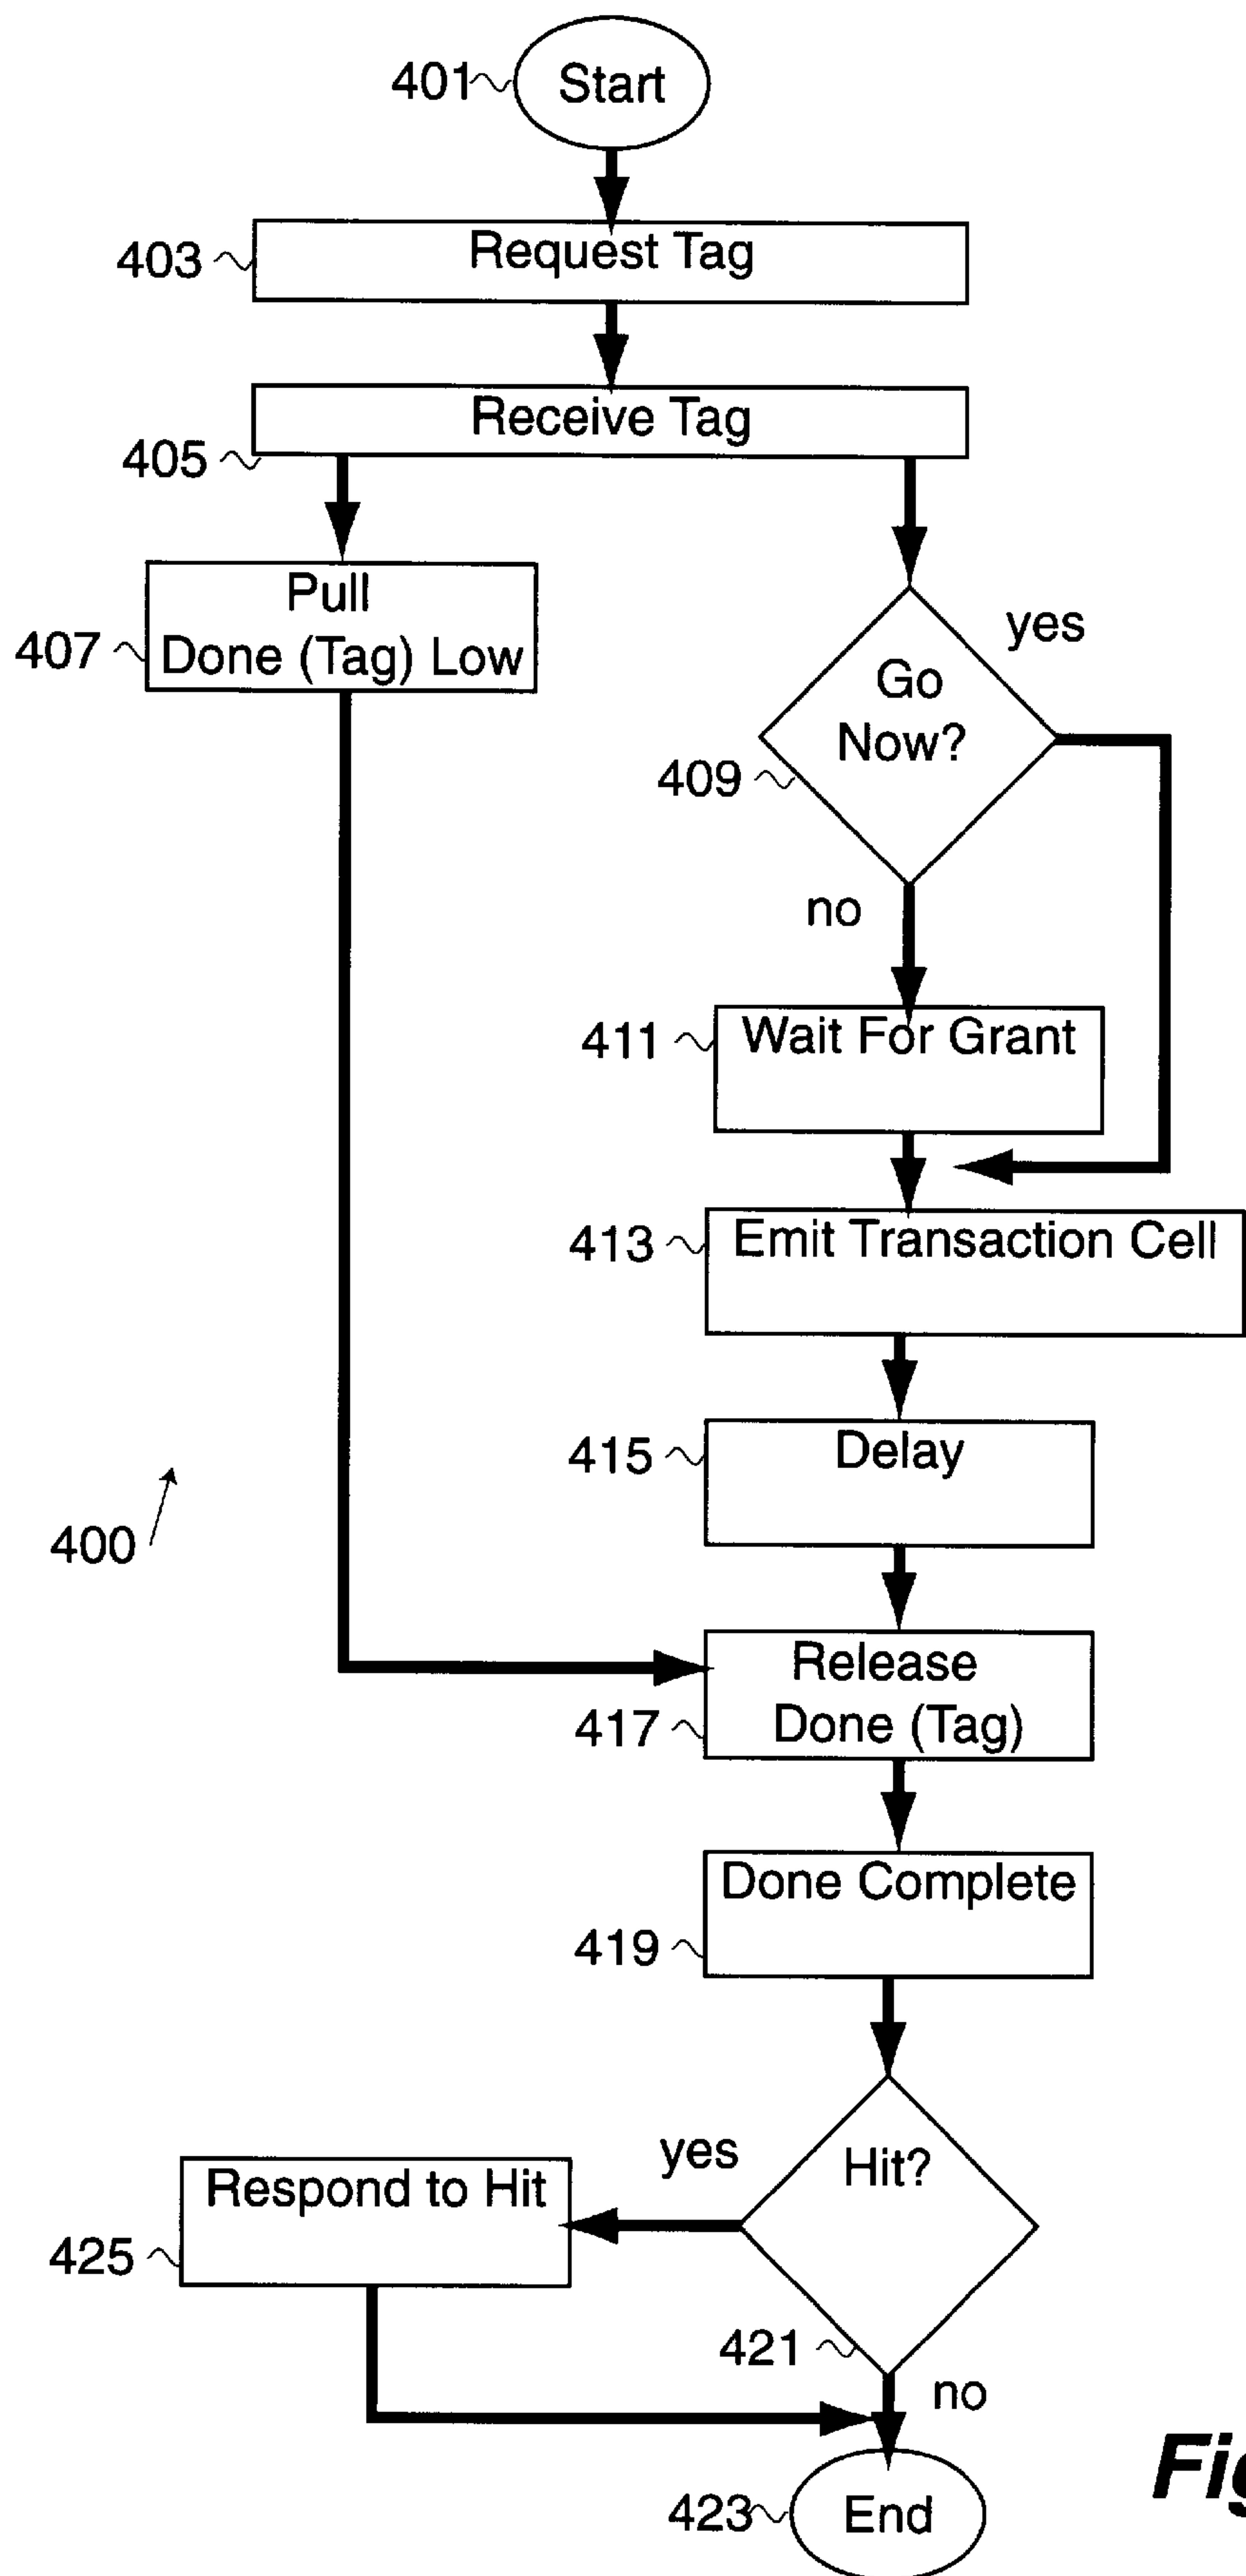 401
Start
403
Request Tag
405
Receive Tag
407
Pull
Done (Tag) Low
yes
Go
Now?
409
no
411
Wait For Grant
413
Emit Transaction Cell
415
Delay
400
Release
417
Done (Tag)
Done Complete
419
yes
Hit?
Respond to Hit
425
421
no
Fig
423
End